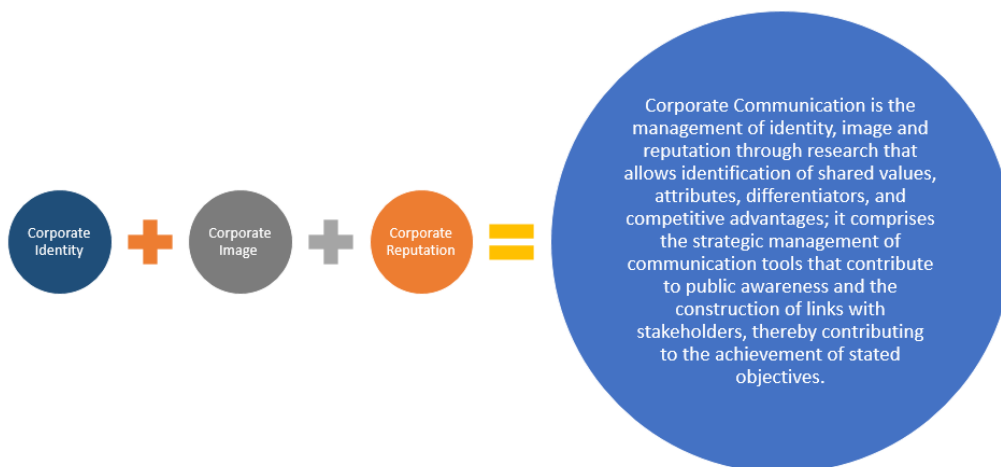 Corporate
Identity
Corporate
Image
Corporate
Reputation
Corporate Communication is the
management of identity, image and
reputation through research that
allows identification of shared values,
attributes, differentiators, and
competitive advantages; it comprises
the strategic management of
communication tools that contribute
to public awareness and the
construction of links with
stakeholders, thereby contributing
to the achievement of stated
objectives.